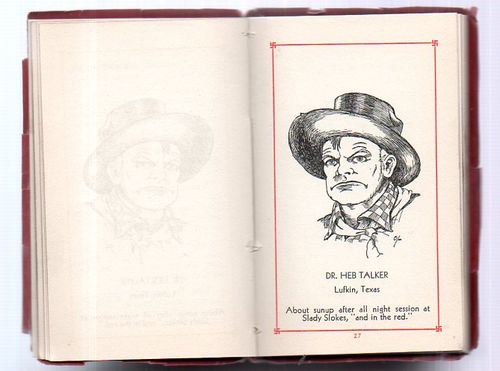 DR. HEB TALKER
Lufkin, Texas
About sunup after all night session at
Slady Slokes, "and in the red."
27